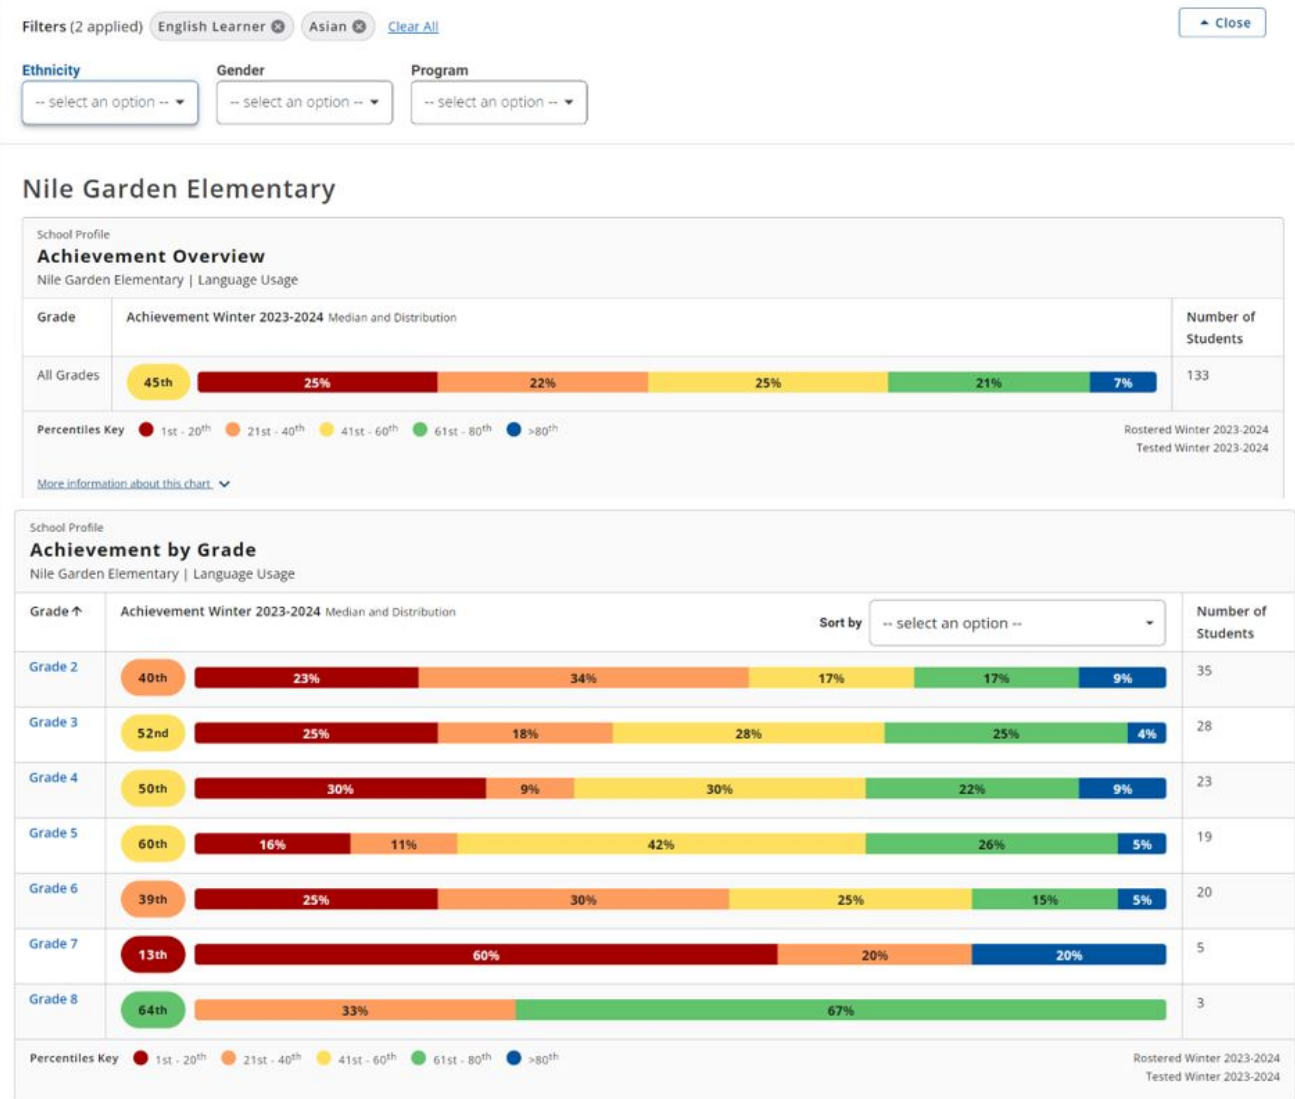 Filters (2 applied) English Learner Asian Clear All Close
Ethnicity Gender Program
-- select an option -- -- select an option -- -- select an option --
Nile Garden Elementary
School Profile
Achievement Overview
Nile Garden Elementary | Language Usage
Grade Achievement Winter 2023-2024 Median and Distribution Number of
Students
All Grades 45th 25% 22% 25% 21% 7% 133
Percentiles Key 1st - 20th 21st - 40th 41st - 60th 61st - 80th >80th Rostered Winter 2023-2024
Tested Winter 2023-2024
More information about this chart
School Profile
Achievement by Grade
Nile Garden Elementary | Language Usage
Grade Achievement Winter 2023-2024 Median and Distribution Sort by -- select an option -- Number of
Students
Grade 2 40th 23% 34% 17% 17% 9% 35
Grade 3 52nd 25% 18% 28% 25% 4% 28
Grade 4 50th 30% 9% 30% 22% 9% 23
Grade 5 60th 16% 11% 42% 26% 5% 19
Grade 6 39th 25% 30% 25% 15% 5% 20
Grade 7 13th 60% 20% 20% 5
Grade 8 64th 33% 67% 3
Percentiles Key 1st - 20th 21st - 40th 41st - 60th 61st - 80th >80th Rostered Winter 2023-2024
Tested Winter 2023-2024